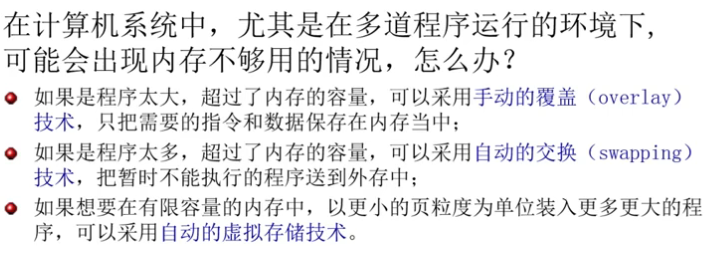 在计算机系统中，尤其是在多道程序运行的环境下,
可能会出现内存不够用的情况，怎么办？
如果是程序太大，超过了内存的容量，可以采用手动的覆盖（overlay）
技术，只把需要的指令和数据保存在内存当中；
如果是程序太多，超过了内存的容量，可以采用自动的交换（swapping）
技术，把暂时不能执行的程序送到外存中；
如果想要在有限容量的内存中，以更小的页粒度为单位装入更多更大的程
序，可以采用自动的虚拟存储技术。